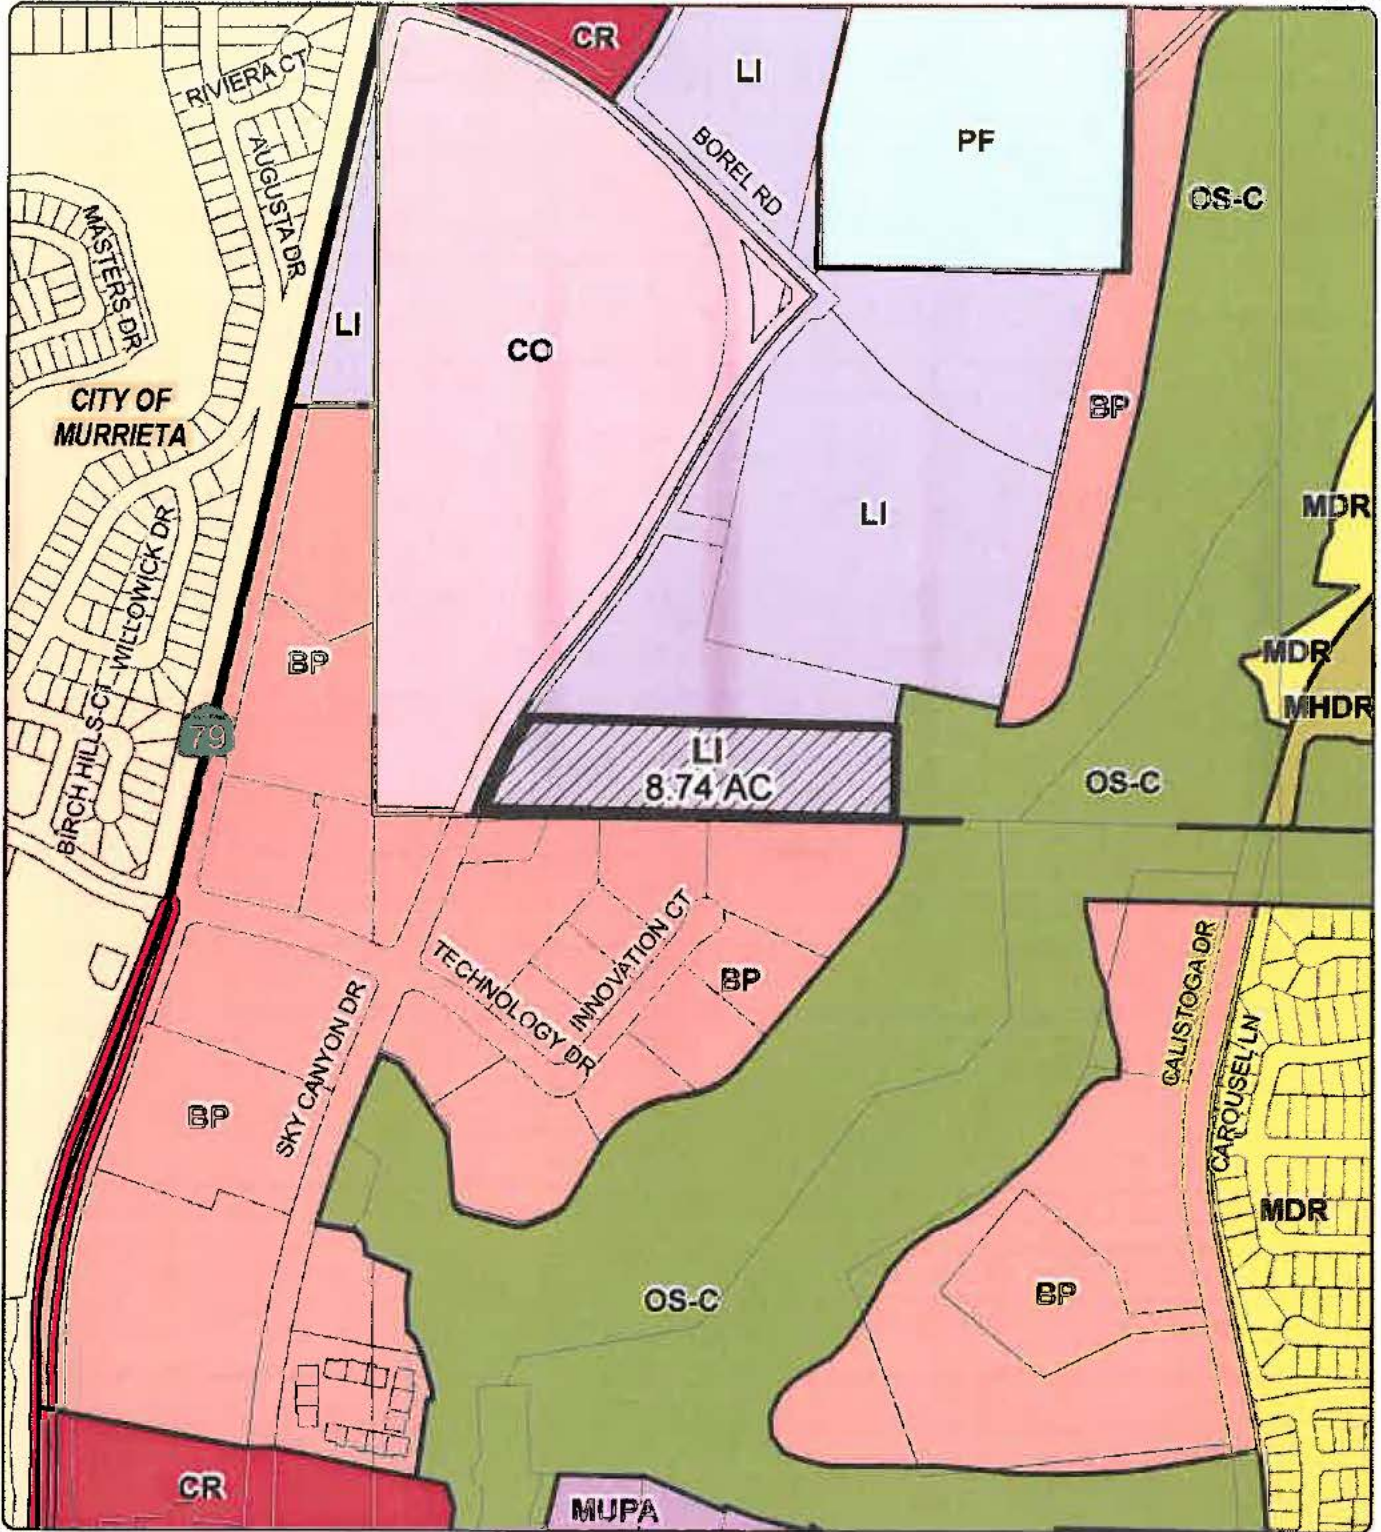 CR
LI
RIVIERA CT
PF
AUGUSTA DR
BOREL RD
OS-C
MASTERS DR
LI
CO
CITY OF
MURRIETA
BP
LI
MDR
WILLOWICK DR
BP
MDR
MHDR
BIRCH HILLS CT
79
LI
8.74 AC
OS-C
TECHNOLOGY DR
INNOVATION CT
BP
SKY CANYON DR
CALISTOGA DR
CAROUSEL LN
BP
MDR
OS-C
BP
CR
MUPA